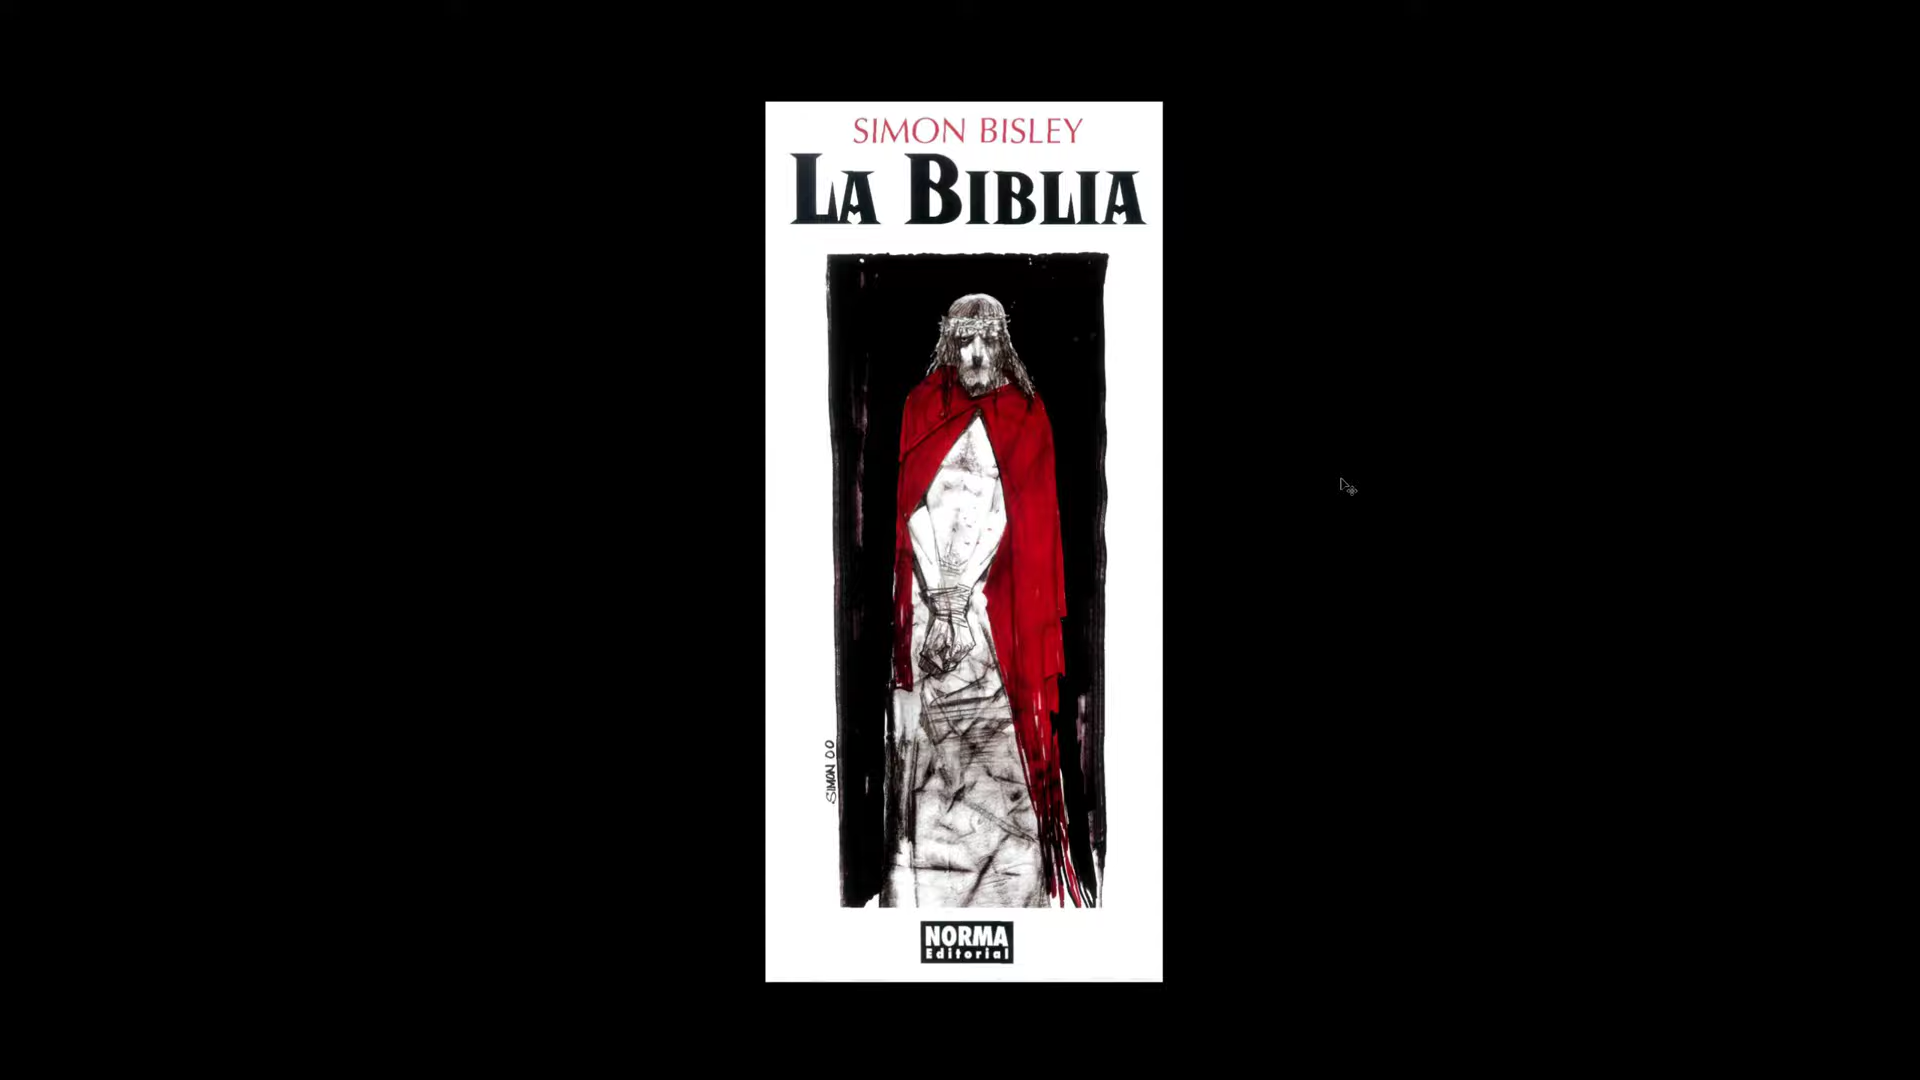 SIMON BISLEY
LA BIBLIA
SIMON 00
NORMA
Editorial